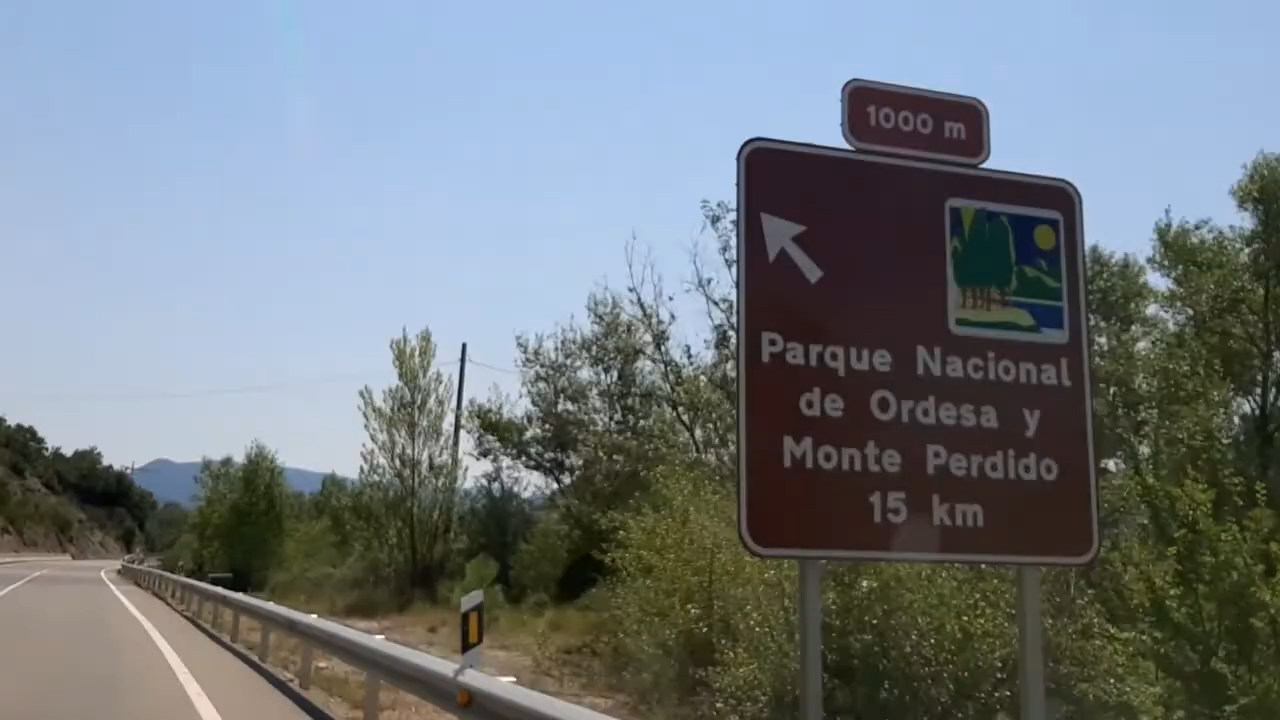 1000 m
Parque Nacional
de Ordesa y
Monte Perdido
15 km